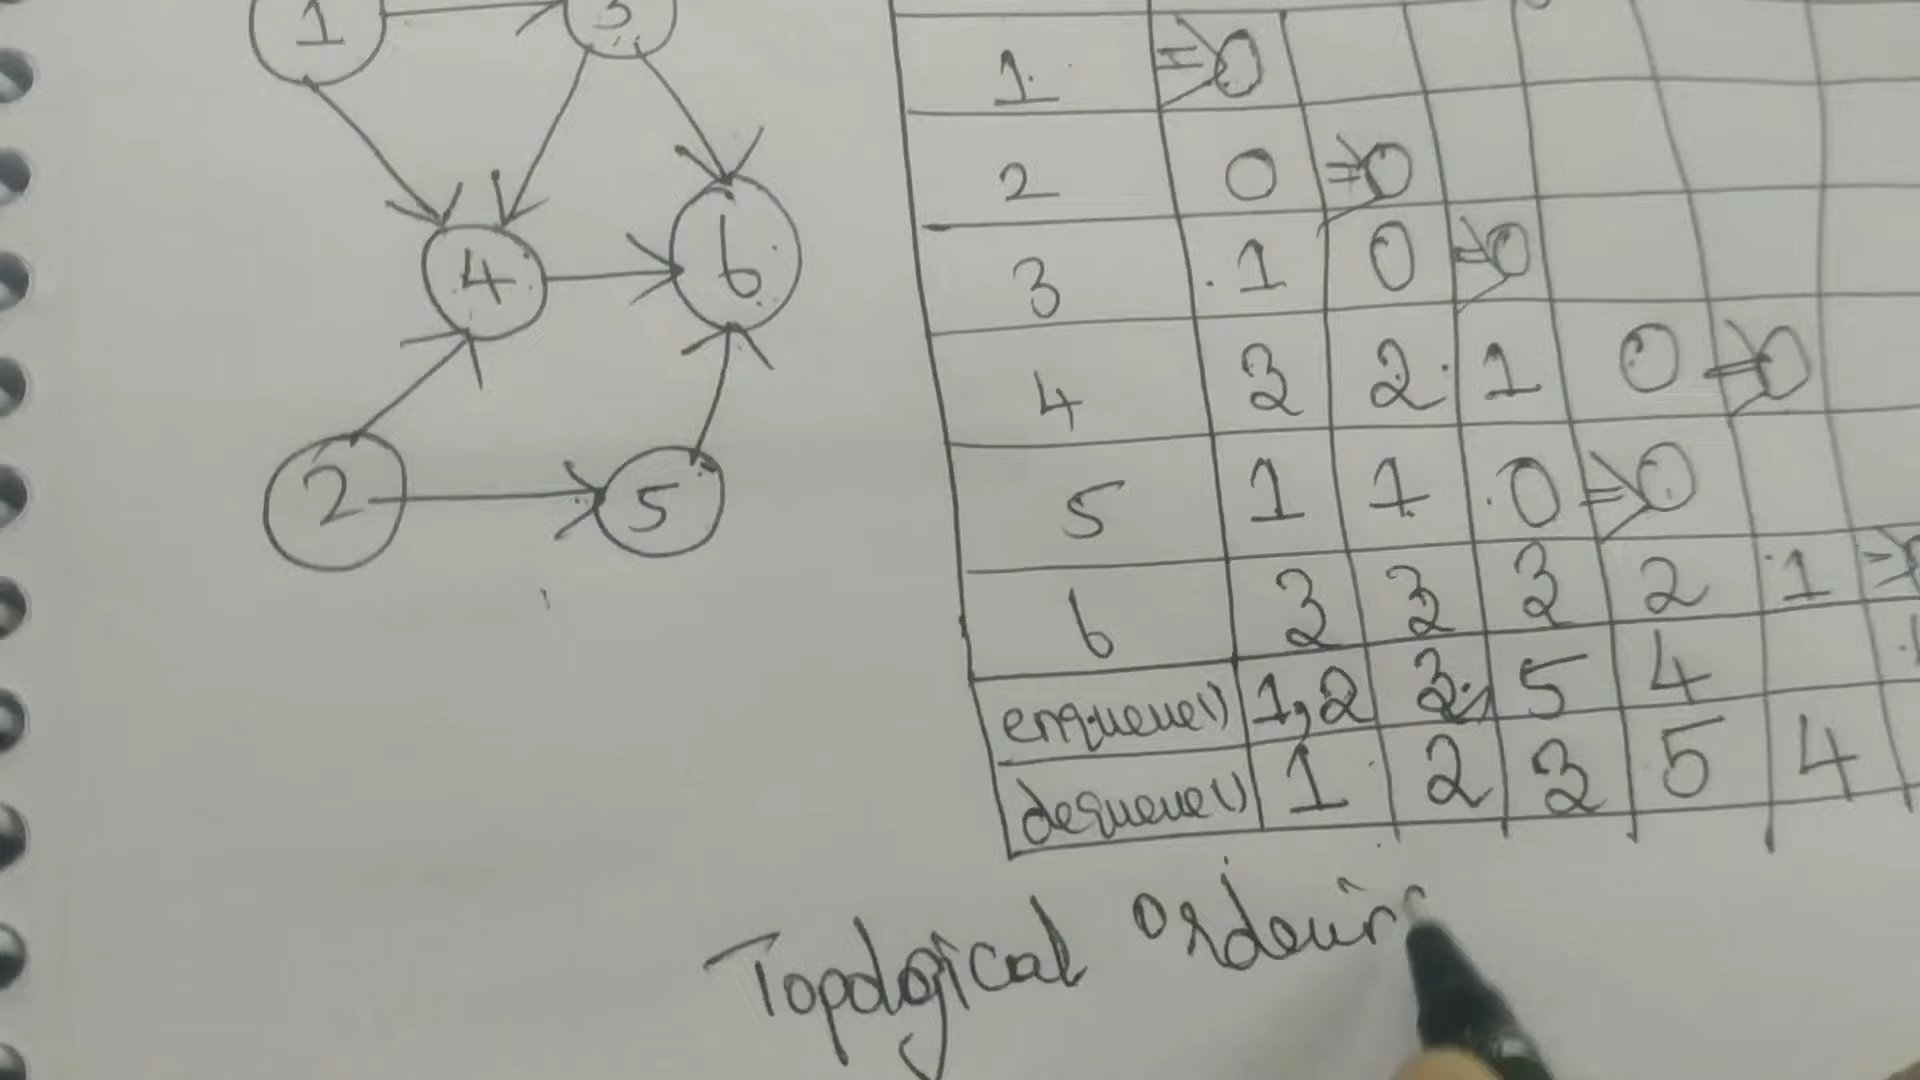 1 3
4 6
2 5
1 ⇒0
2 0 ⇒0
3 1 0 ⇒0
4 3 2 1 0 ⇒0
5 1 1 0 ⇒0
6 3 3 3 2 1 ⇒
enqueue() 1,2 3, 5 4
dequeue() 1 2 3 5 4
Topological Orderin